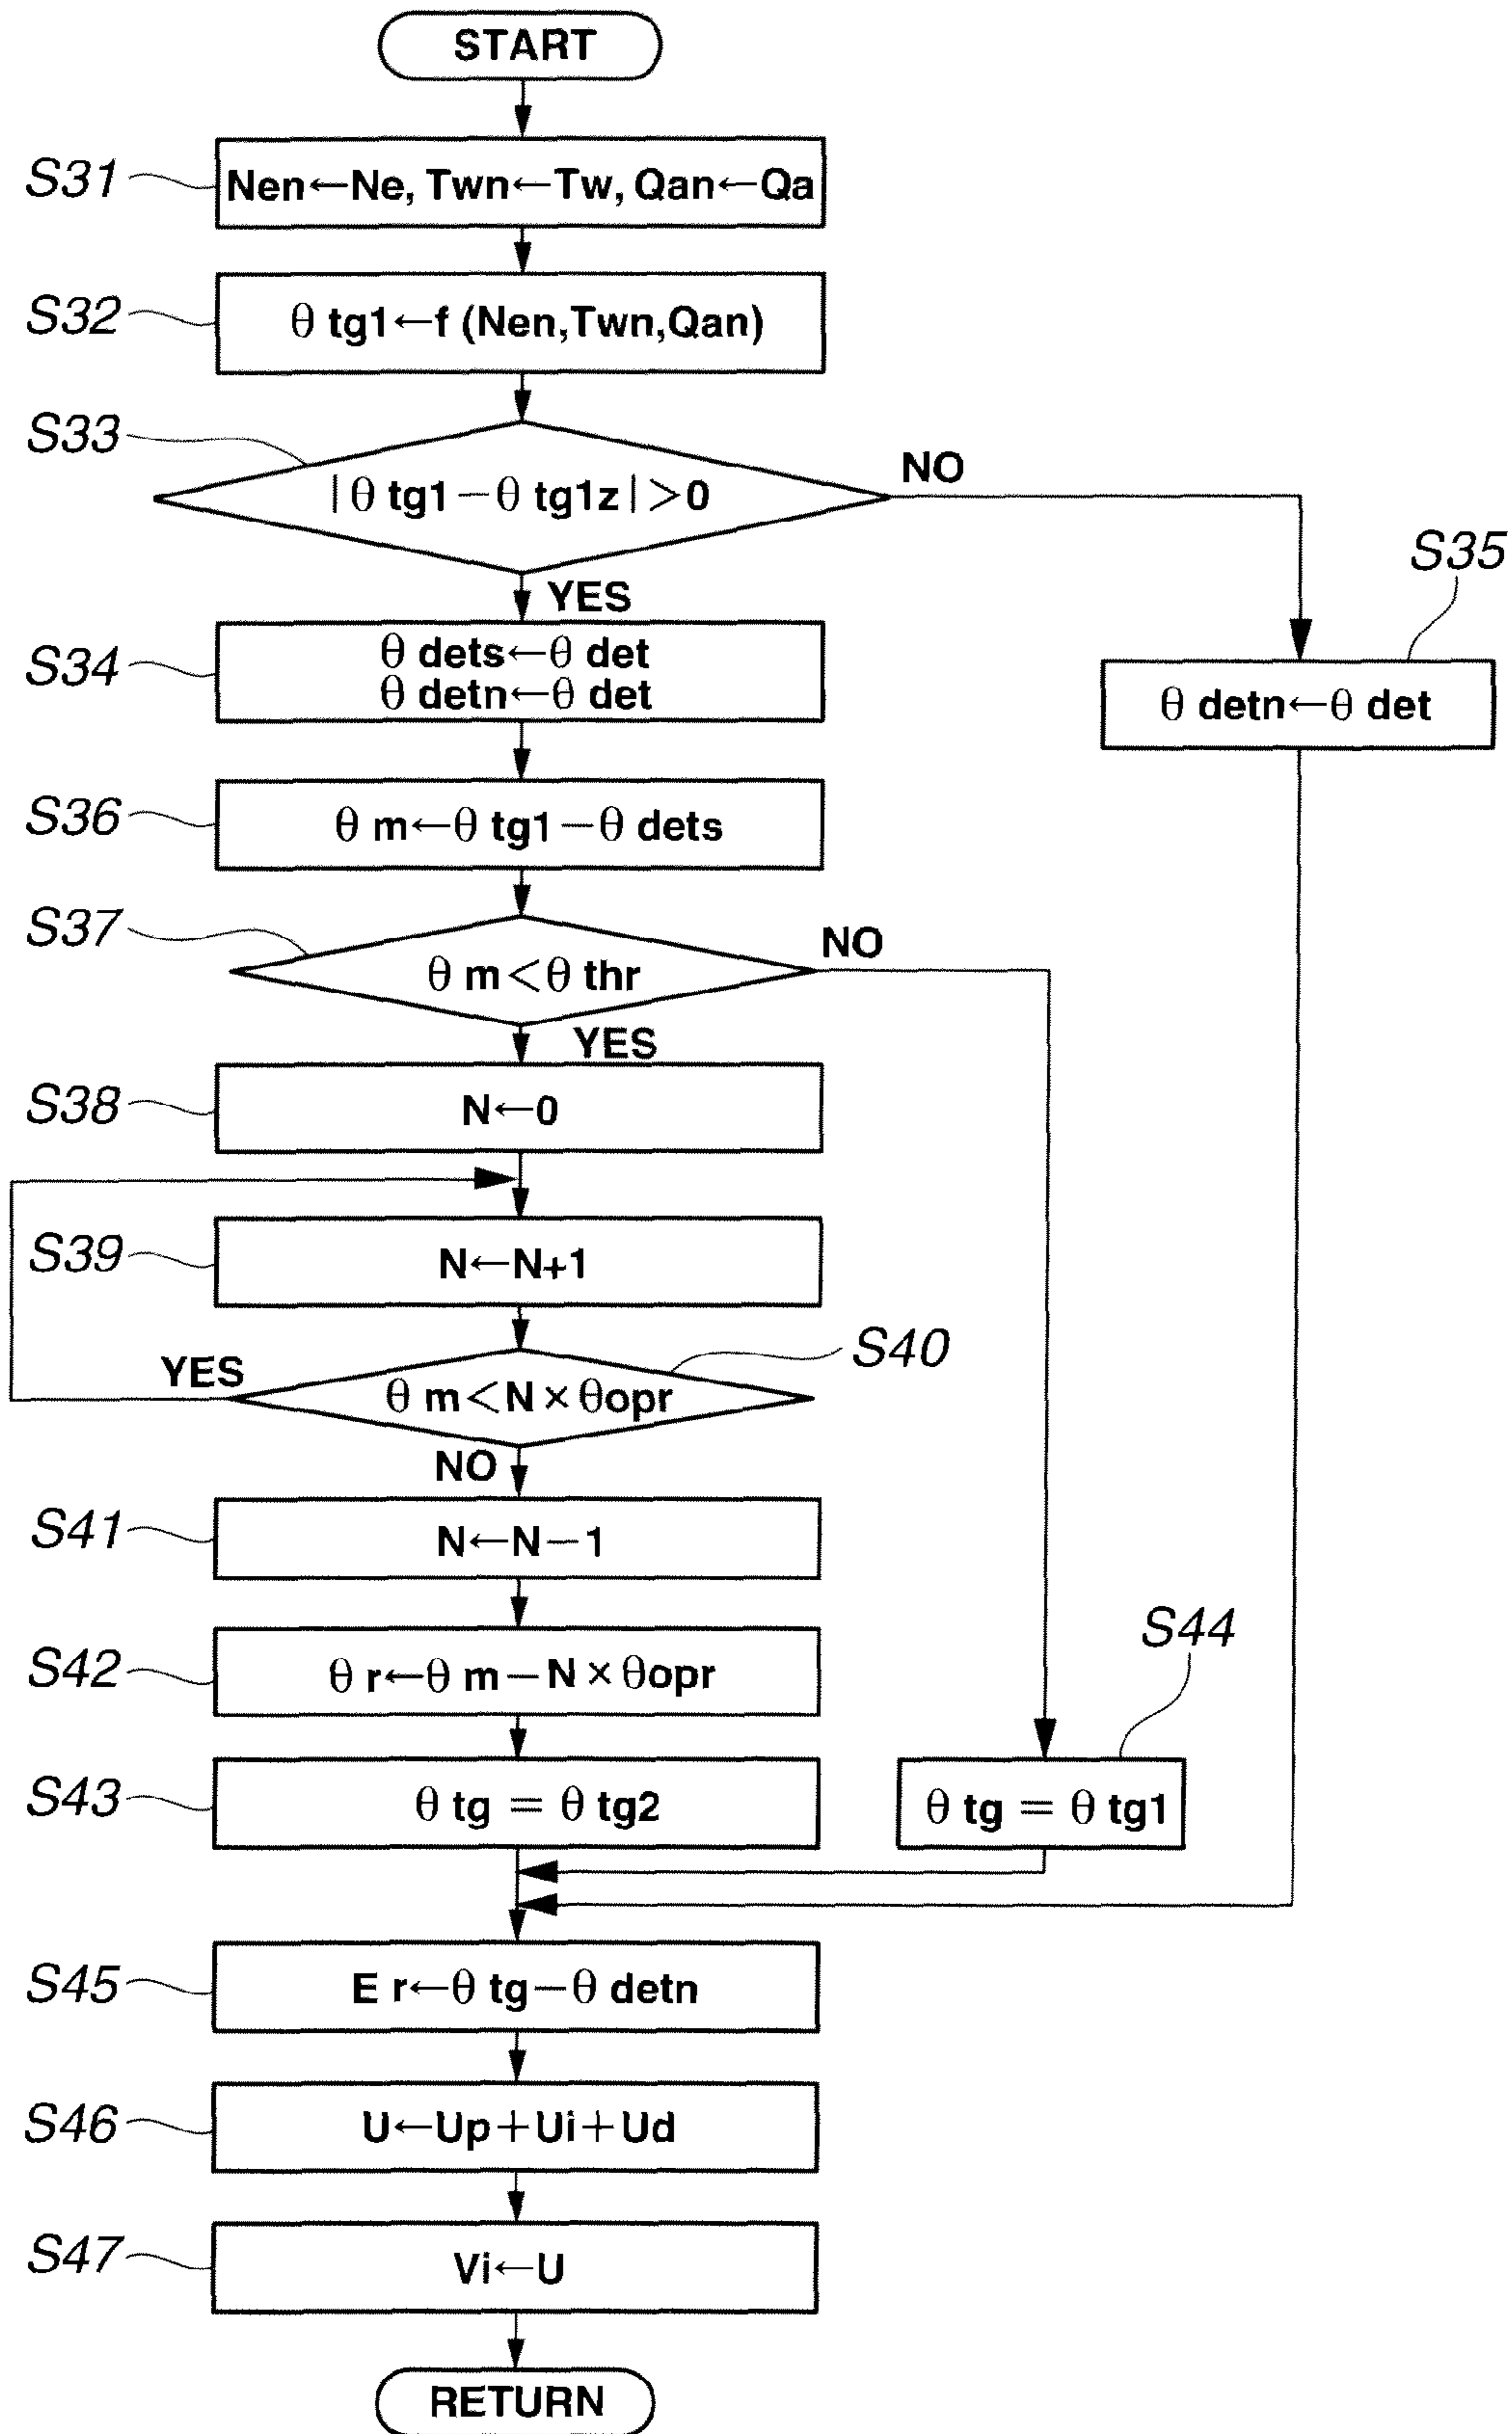 START
S31
Nen←Ne, Twn←Tw, Qan←Qa
S32
θ tg1←f (Nen,Twn,Qan)
S33
|θ tg1−θ tg1z|>0
NO
YES
S35
θ detn←θ det
S34
θ dets←θ det
θ detn←θ det
S36
θ m←θ tg1−θ dets
S37
θ m<θ thr
NO
YES
S38
N←0
S39
N←N+1
S40
θ m<N×θopr
YES
NO
S41
N←N−1
S42
θ r←θ m−N×θopr
S43
θ tg = θ tg2
S44
θ tg = θ tg1
S45
E r←θ tg−θ detn
S46
U←Up+Ui+Ud
S47
Vi←U
RETURN